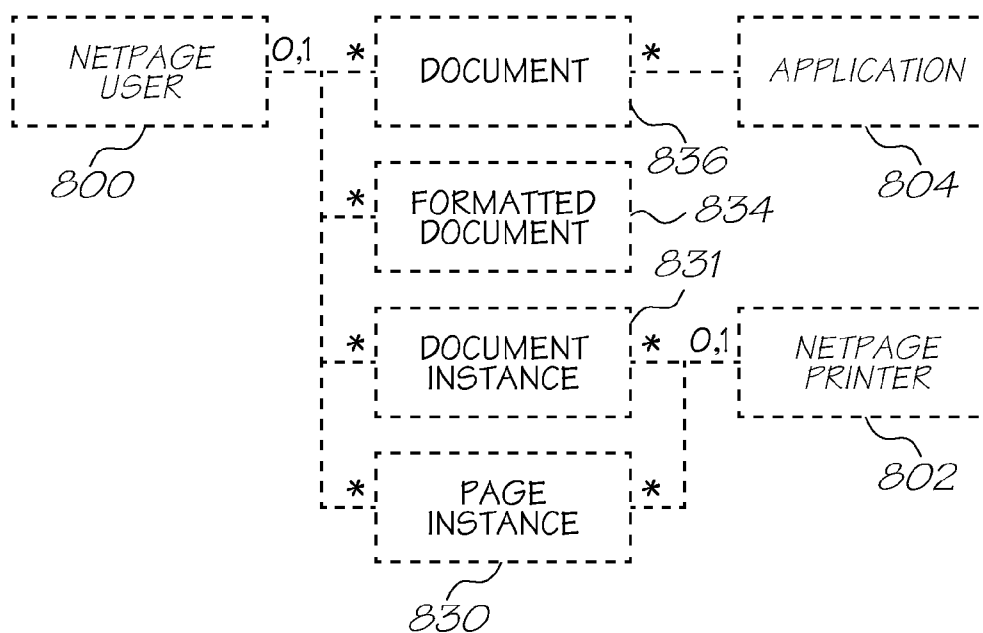 NETPAGE
USER
800
0,1
*
DOCUMENT
*
836
APPLICATION
804
*
FORMATTED
DOCUMENT
834
831
*
DOCUMENT
INSTANCE
*
0,1
NETPAGE
PRINTER
802
*
PAGE
INSTANCE
*
830